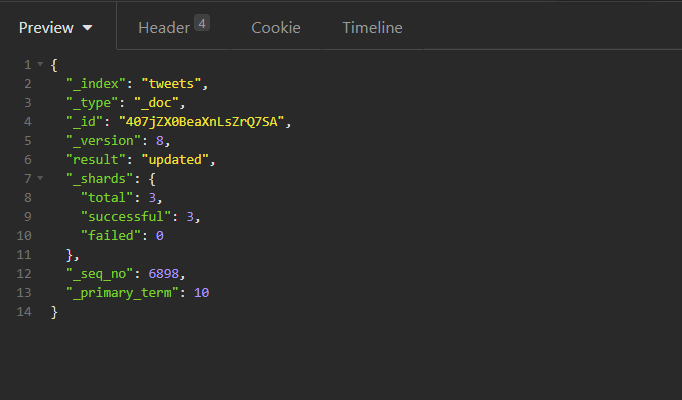 Preview Header 4 Cookie Timeline
1 {
2 "_index": "tweets",
3 "_type": "_doc",
4 "_id": "407jZX0BeaXnLsZrQ7SA",
5 "_version": 8,
6 "result": "updated",
7 "_shards": {
8 "total": 3,
9 "successful": 3,
10 "failed": 0
11 },
12 "_seq_no": 6898,
13 "_primary_term": 10
14 }